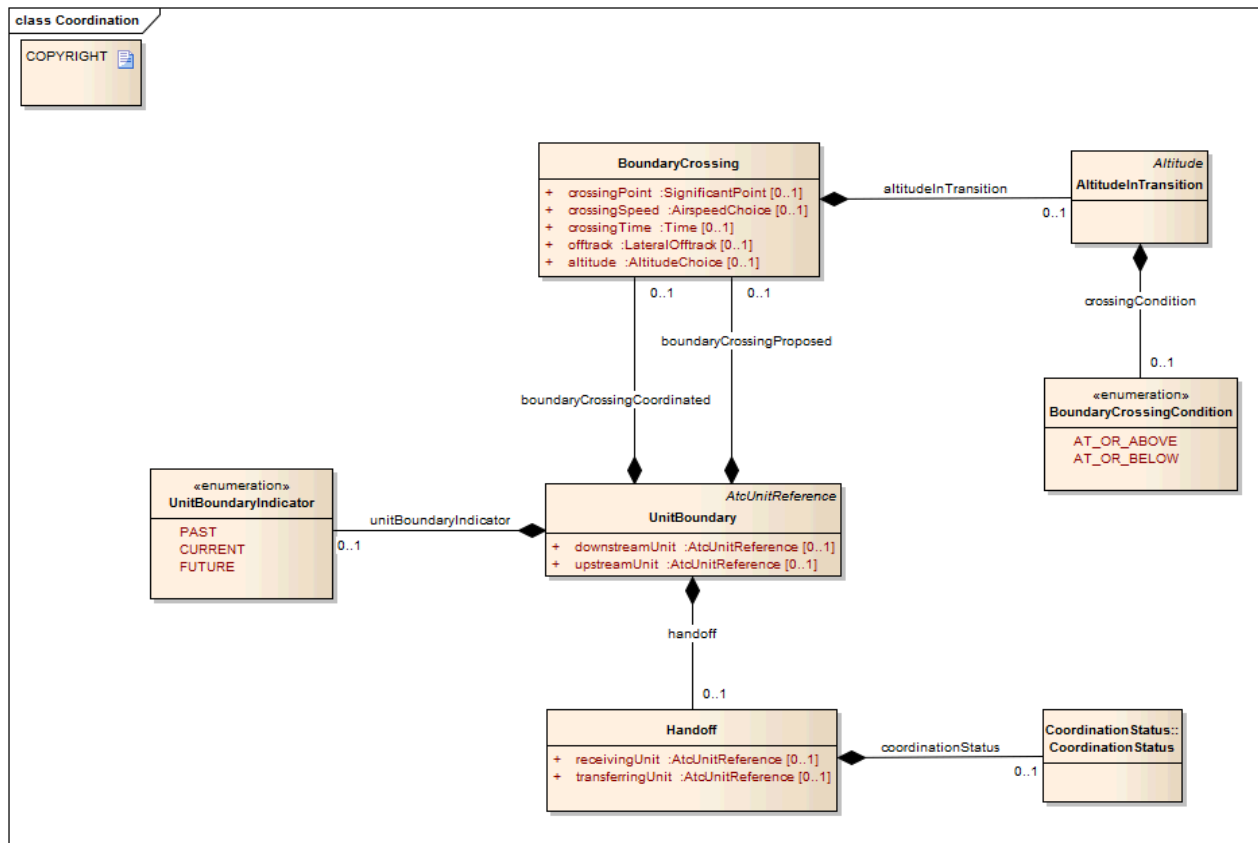 class Coordination
COPYRIGHT
BoundaryCrossing
+ crossingPoint :SignificantPoint [0..1]
+ crossingSpeed :AirspeedChoice [0..1]
+ crossingTime :Time [0..1]
+ offtrack :LateralOfftrack [0..1]
+ altitude :AltitudeChoice [0..1]
altitudeInTransition
0..1
Altitude
AltitudeInTransition
crossingCondition
0..1
«enumeration»
BoundaryCrossingCondition
AT_OR_ABOVE
AT_OR_BELOW
0..1
0..1
boundaryCrossingProposed
boundaryCrossingCoordinated
«enumeration»
UnitBoundaryIndicator
PAST
CURRENT
FUTURE
unitBoundaryIndicator
0..1
AtcUnitReference
UnitBoundary
+ downstreamUnit :AtcUnitReference [0..1]
+ upstreamUnit :AtcUnitReference [0..1]
handoff
0..1
Handoff
+ receivingUnit :AtcUnitReference [0..1]
+ transferringUnit :AtcUnitReference [0..1]
coordinationStatus
0..1
CoordinationStatus::
CoordinationStatus